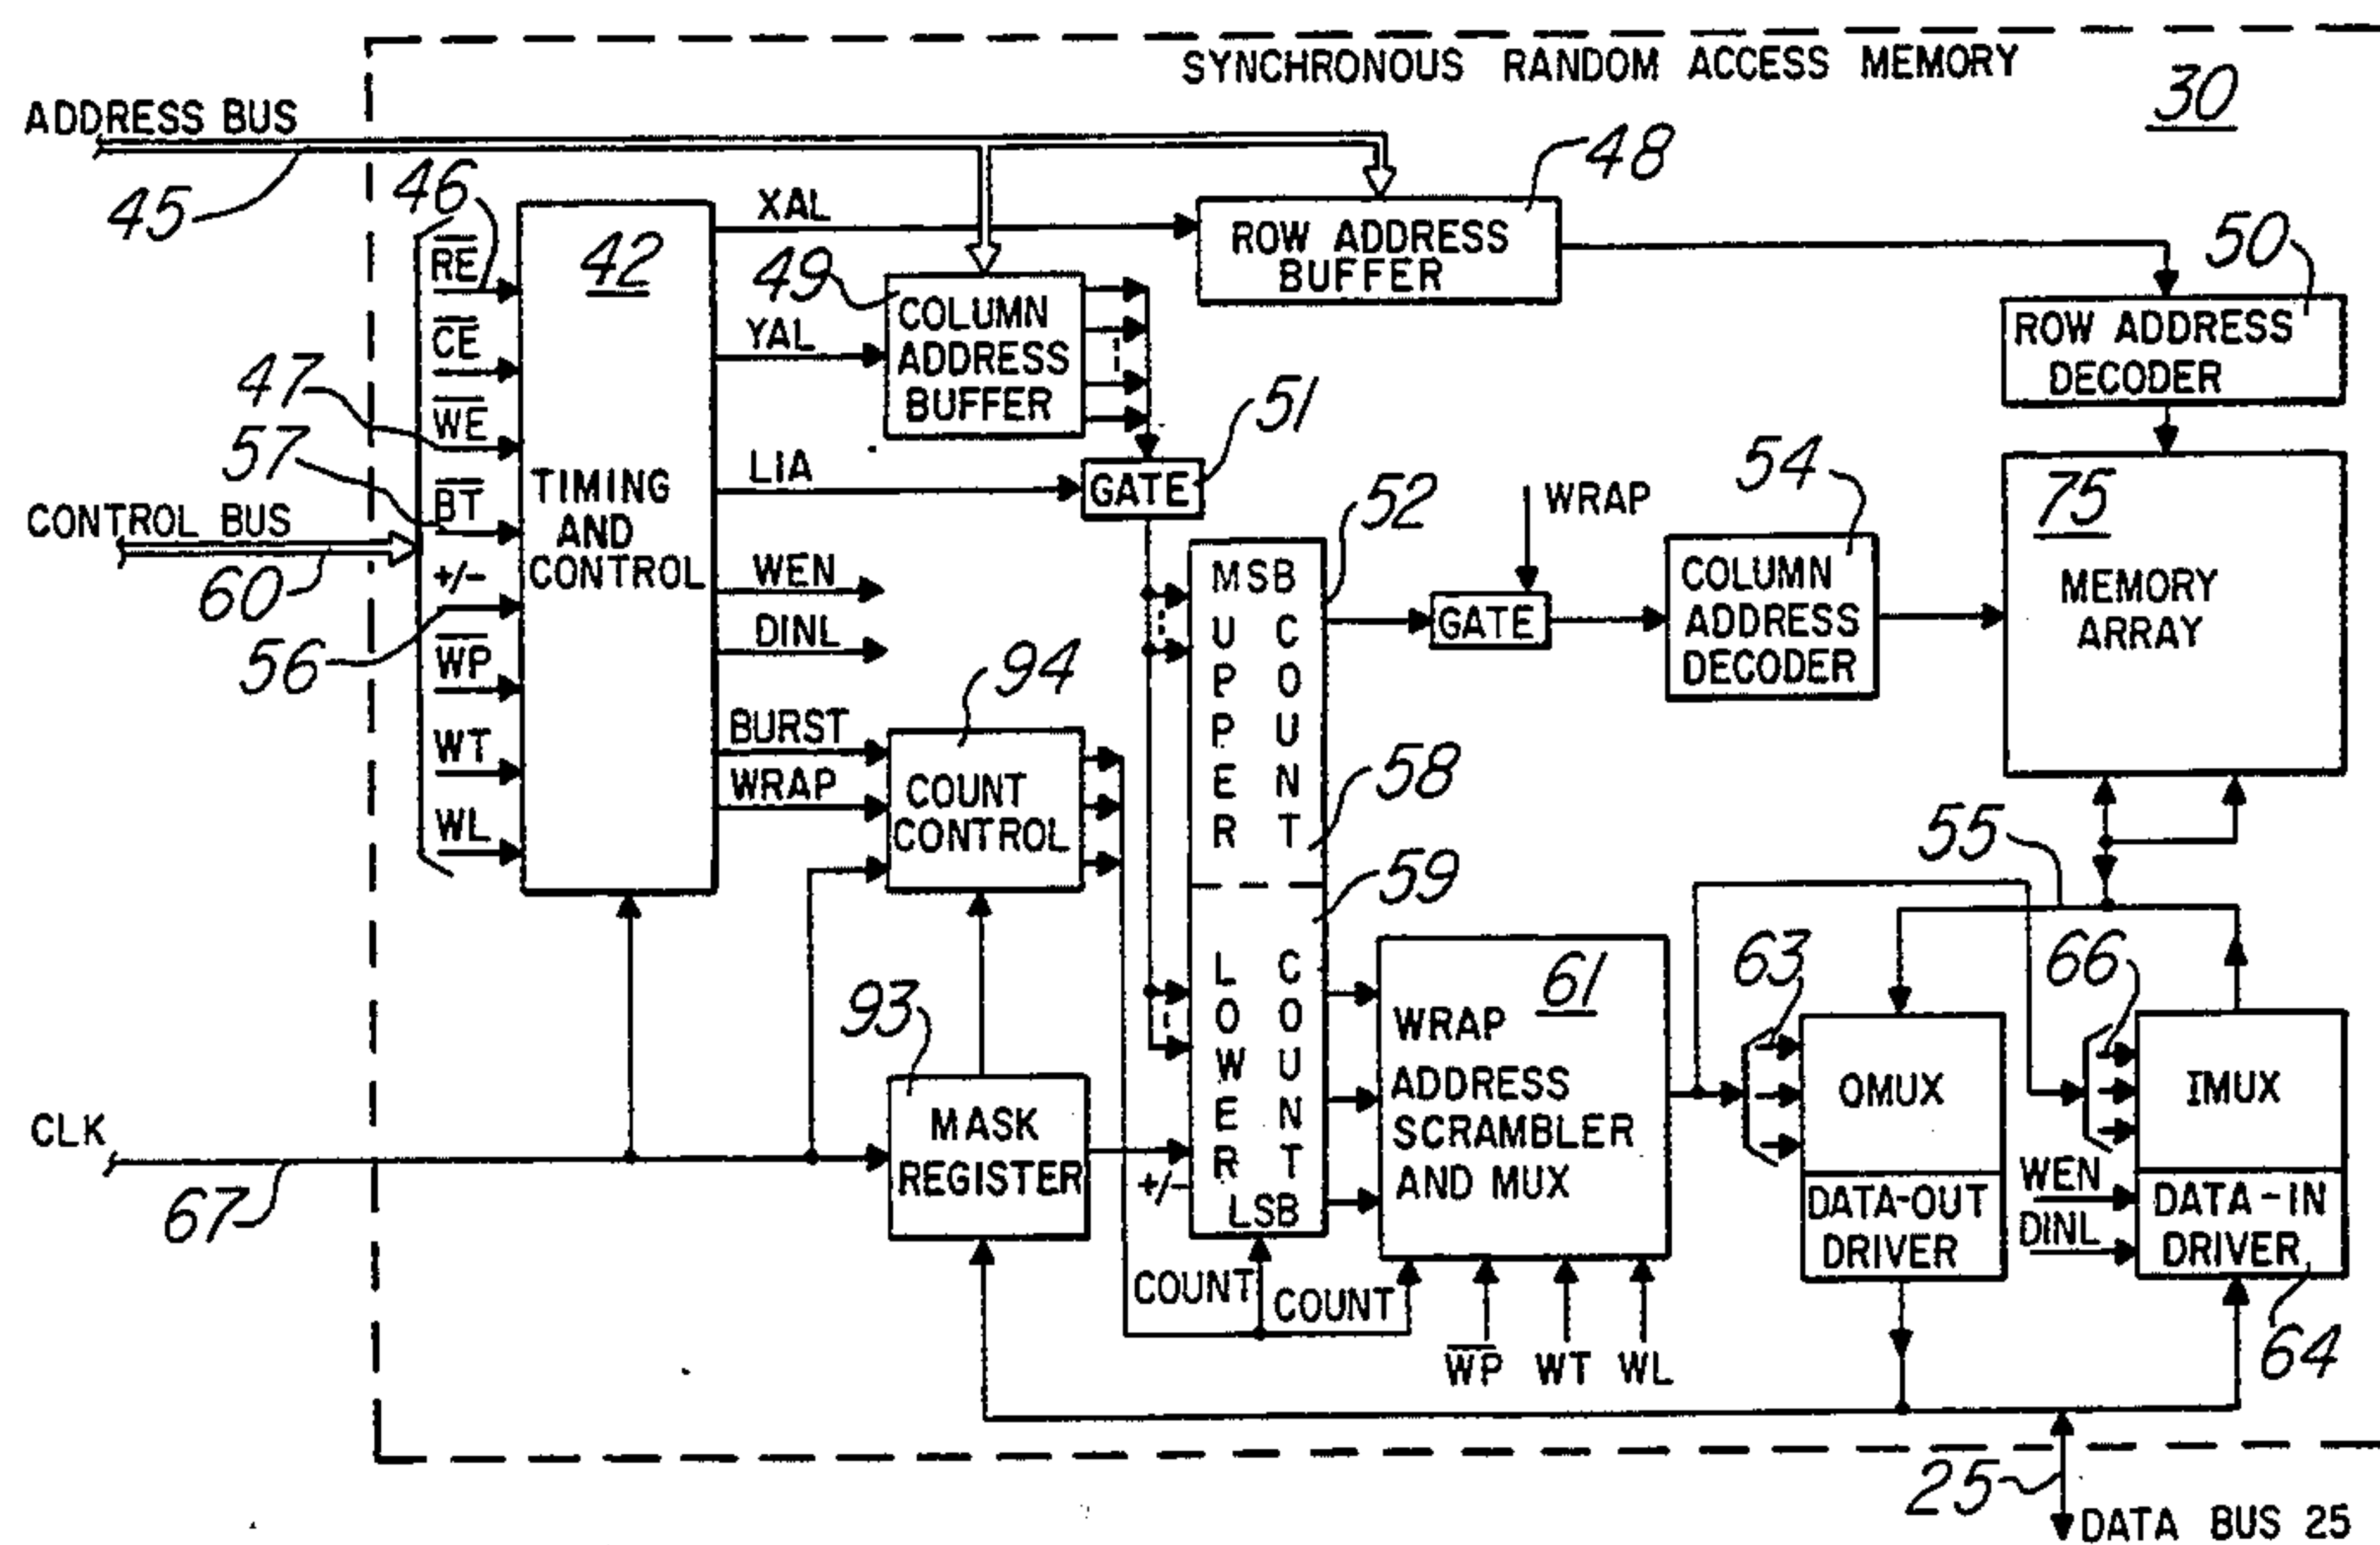 SYNCHRONOUS RANDOM ACCESS MEMORY
30
ADDRESS BUS
45
46
48
XAL
ROW ADDRESS
BUFFER
RE
42
49
COLUMN
ADDRESS
BUFFER
50
ROW ADDRESS
DECODER
CE
YAL
47
WE
57
BT
LIA
51
GATE
CONTROL BUS
60
TIMING
AND
CONTROL
52
WRAP
54
75
MEMORY
ARRAY
+/-
56
WEN
DINL
MSB
UPPER COUNT
GATE
COLUMN
ADDRESS
DECODER
WP
WT
WL
94
BURST
WRAP
COUNT
CONTROL
58
59
55
LOWER COUNT
LSB
61
WRAP
ADDRESS
SCRAMBLER
AND MUX
63
66
OMUX
IMUX
93
MASK
REGISTER
+/-
CLK
67
WEN
DINL
DATA-OUT
DRIVER
DATA-IN
DRIVER
COUNT
COUNT
WP WT WL
64
25
DATA BUS 25